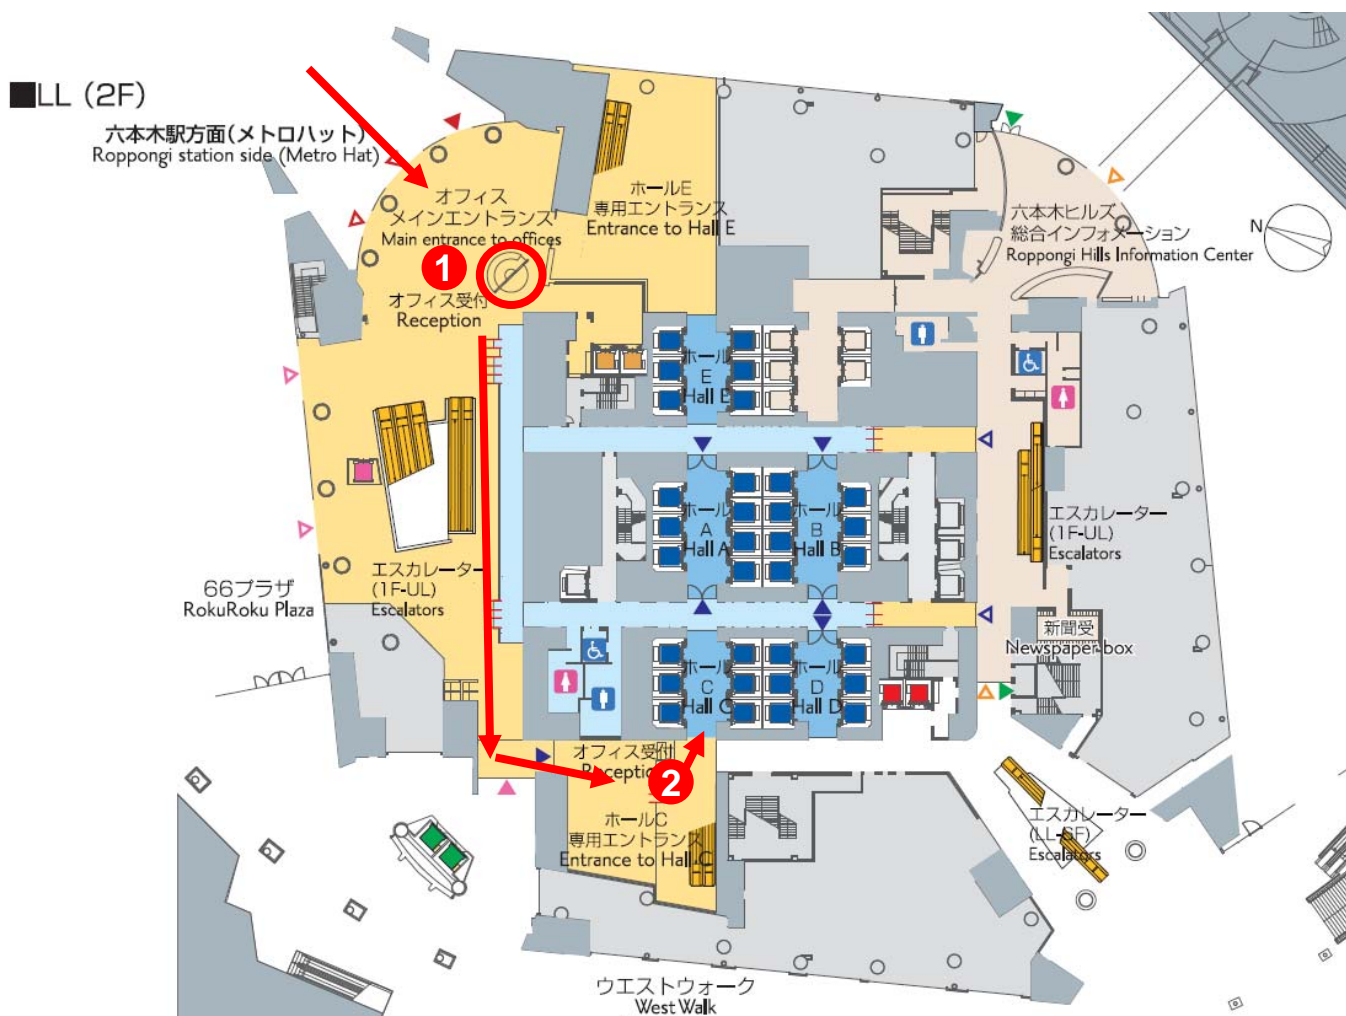 ■LL (2F)
六本木駅方面(メトロハット)
Roppongi station side (Metro Hat)
オフィス
メインエントランス
Main entrance to offices
1
オフィス受付
Reception
ホールE
専用エントランス
Entrance to Hall E
六本木ヒルズ
総合インフォメーション
Roppongi Hills Information Center
N
ホール
E
Hall E
ホール
A
Hall A
ホール
B
Hall B
エスカレーター
(1F-UL)
Escalators
66プラザ
RokuRoku Plaza
エスカレーター
(1F-UL)
Escalators
新聞受
Newspaper box
ホール
C
Hall C
ホール
D
Hall D
オフィス受付
Reception
2
ホールC
専用エントランス
Entrance to Hall C
エスカレーター
(LL-6F)
Escalators
ウエストウォーク
West Walk